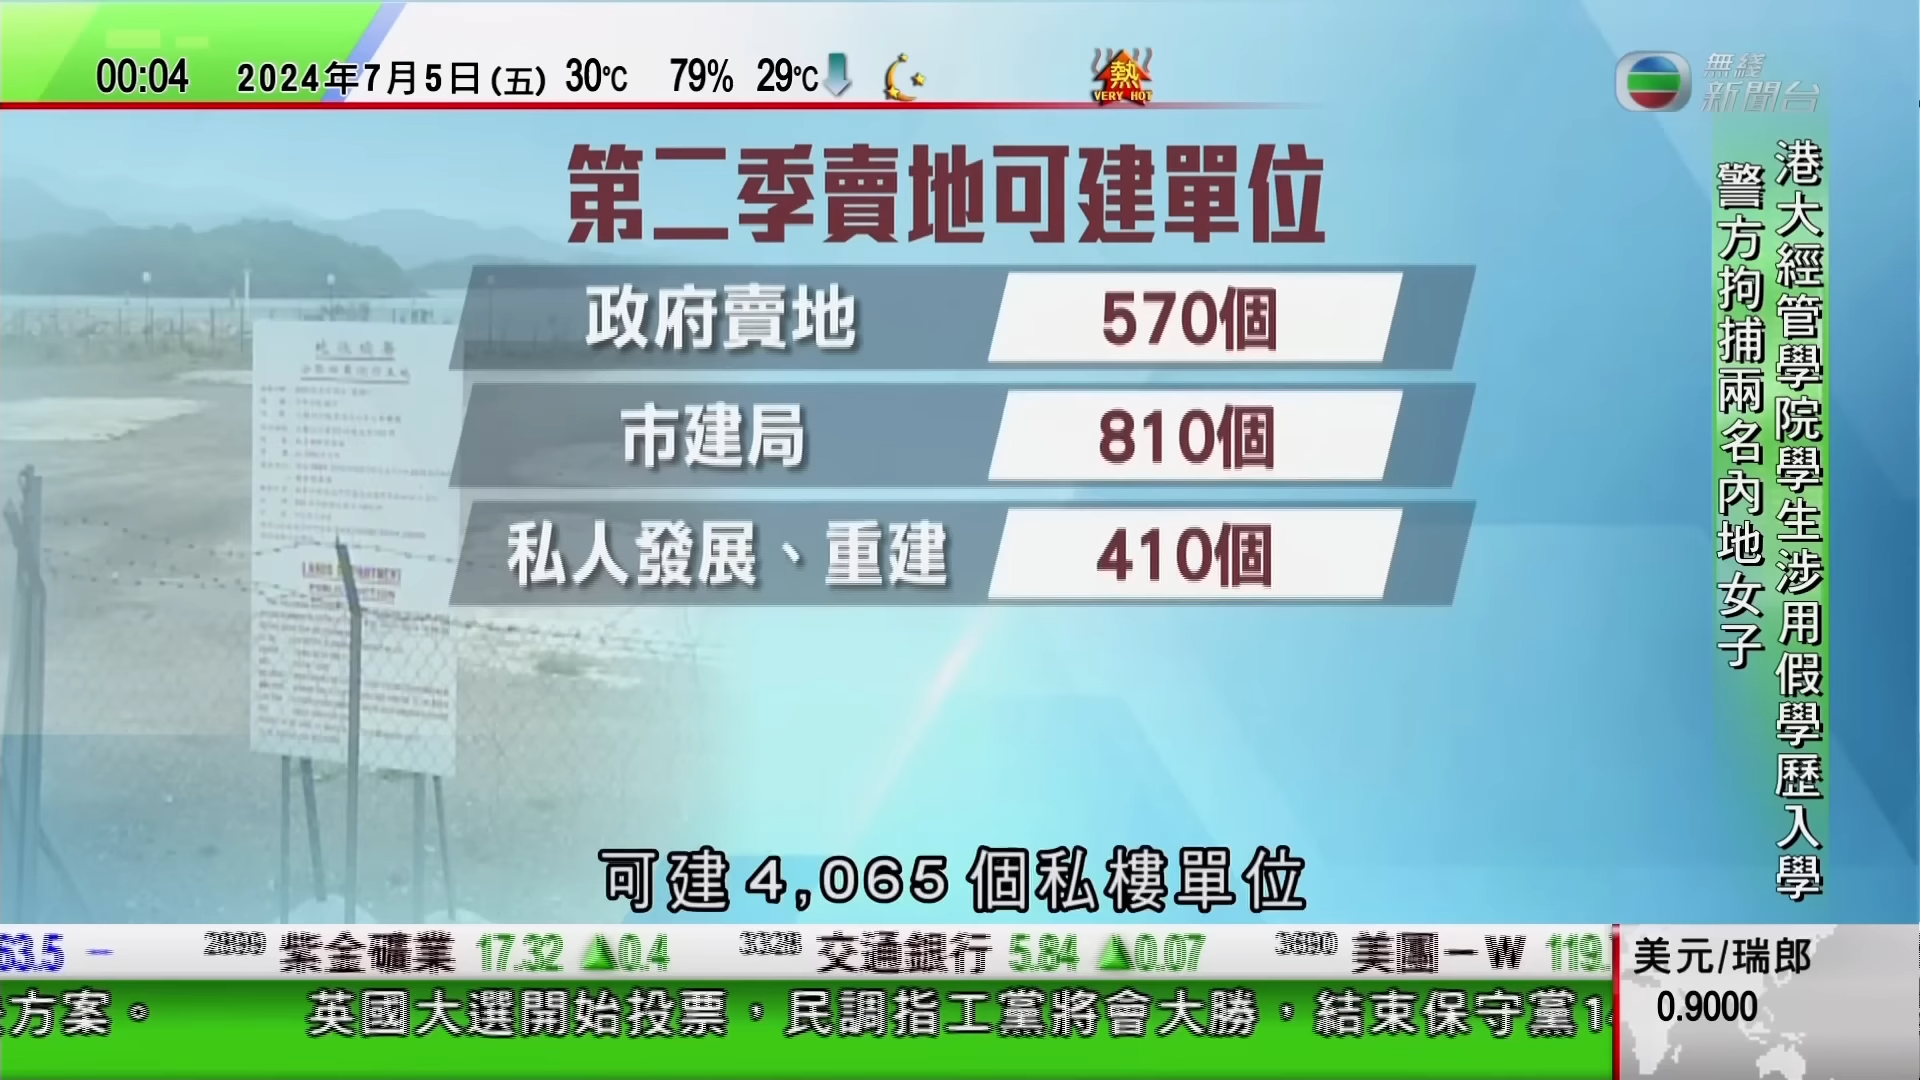 00:04 2024年7月5日(五) 30℃ 79% 29℃
熱
VERY HOT
無綫
新聞台
第二季賣地可建單位
政府賣地 570個
市建局 810個
私人發展、重建 410個
港大經管學院學生涉用假學歷入學
警方拘捕兩名內地女子
可建4,065個私樓單位
63.5 – 2899 紫金礦業 17.32 ▲0.4 3328 交通銀行 5.84 ▲0.07 3690 美團－W 119.
方案。 英國大選開始投票，民調指工黨將會大勝，結束保守黨1
美元/瑞郎
0.9000